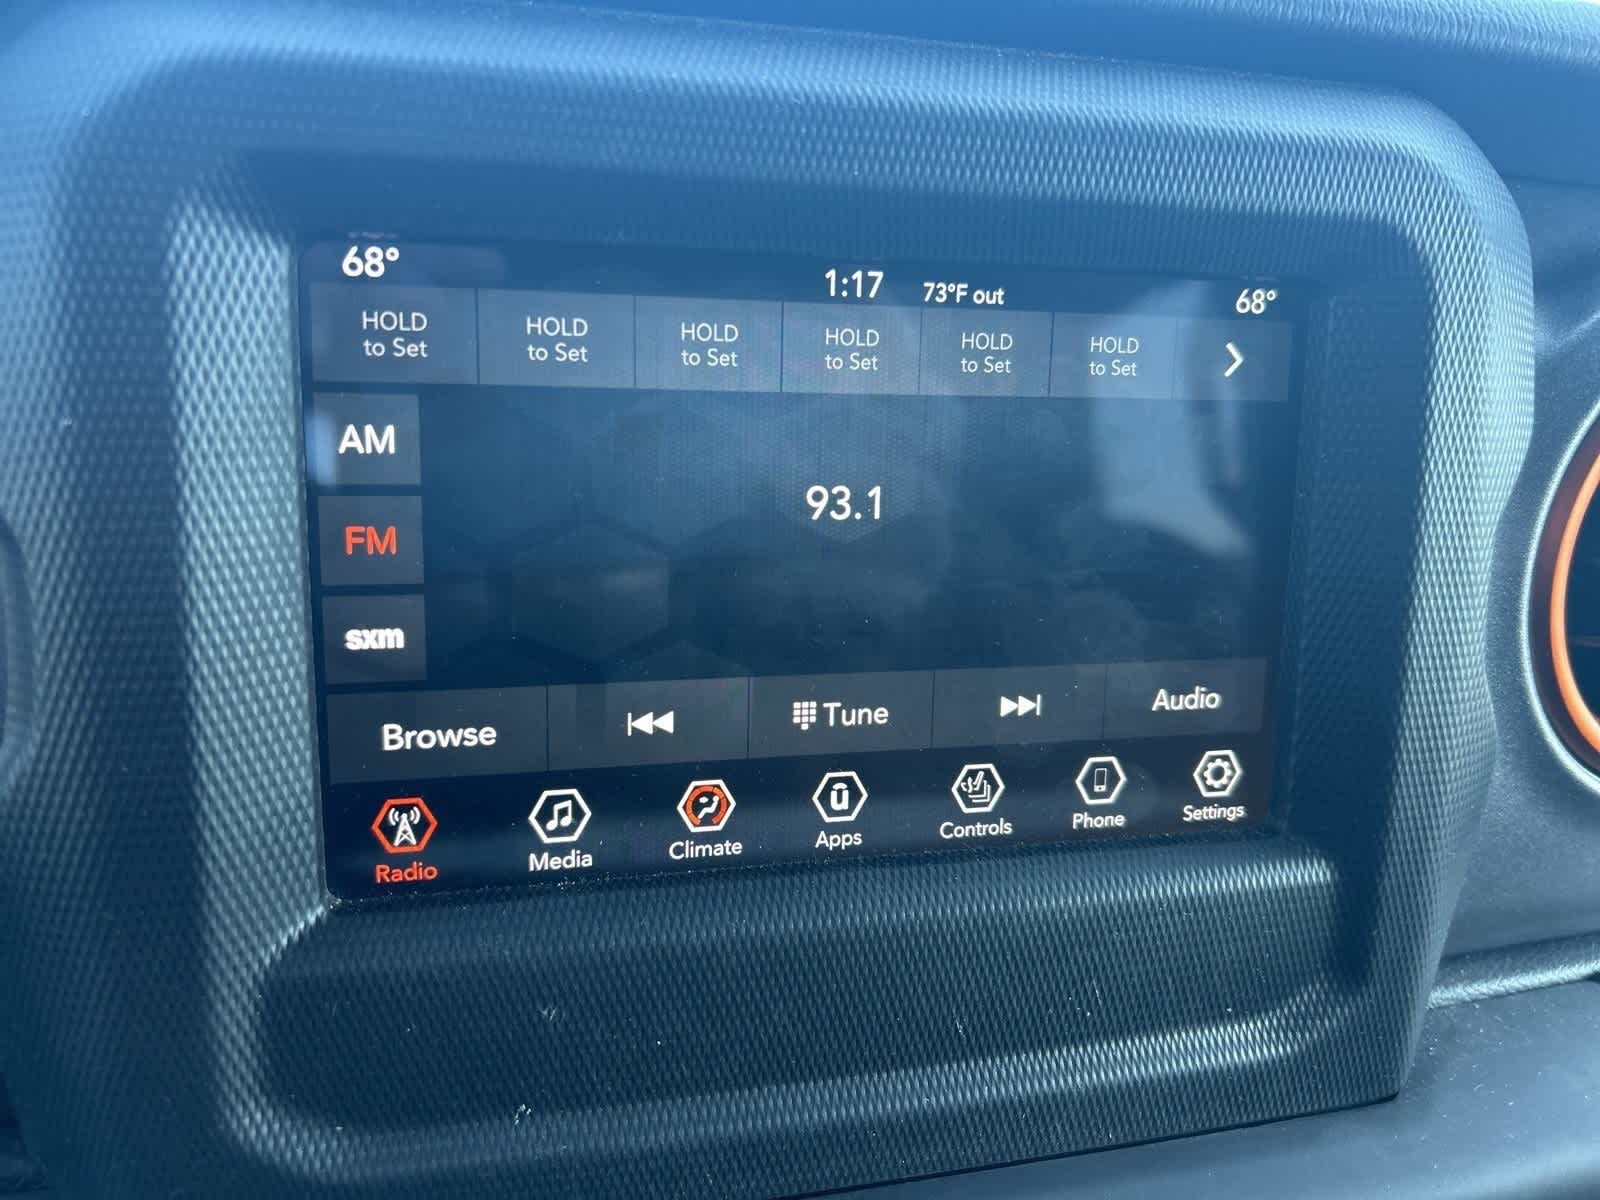 68°
1:17
73°F out
68°
HOLD
to Set
HOLD
to Set
HOLD
to Set
HOLD
to Set
HOLD
to Set
HOLD
to Set
AM
93.1
FM
sxm
Browse
Tune
Audio
Radio
Media
Climate
Apps
Controls
Phone
Settings